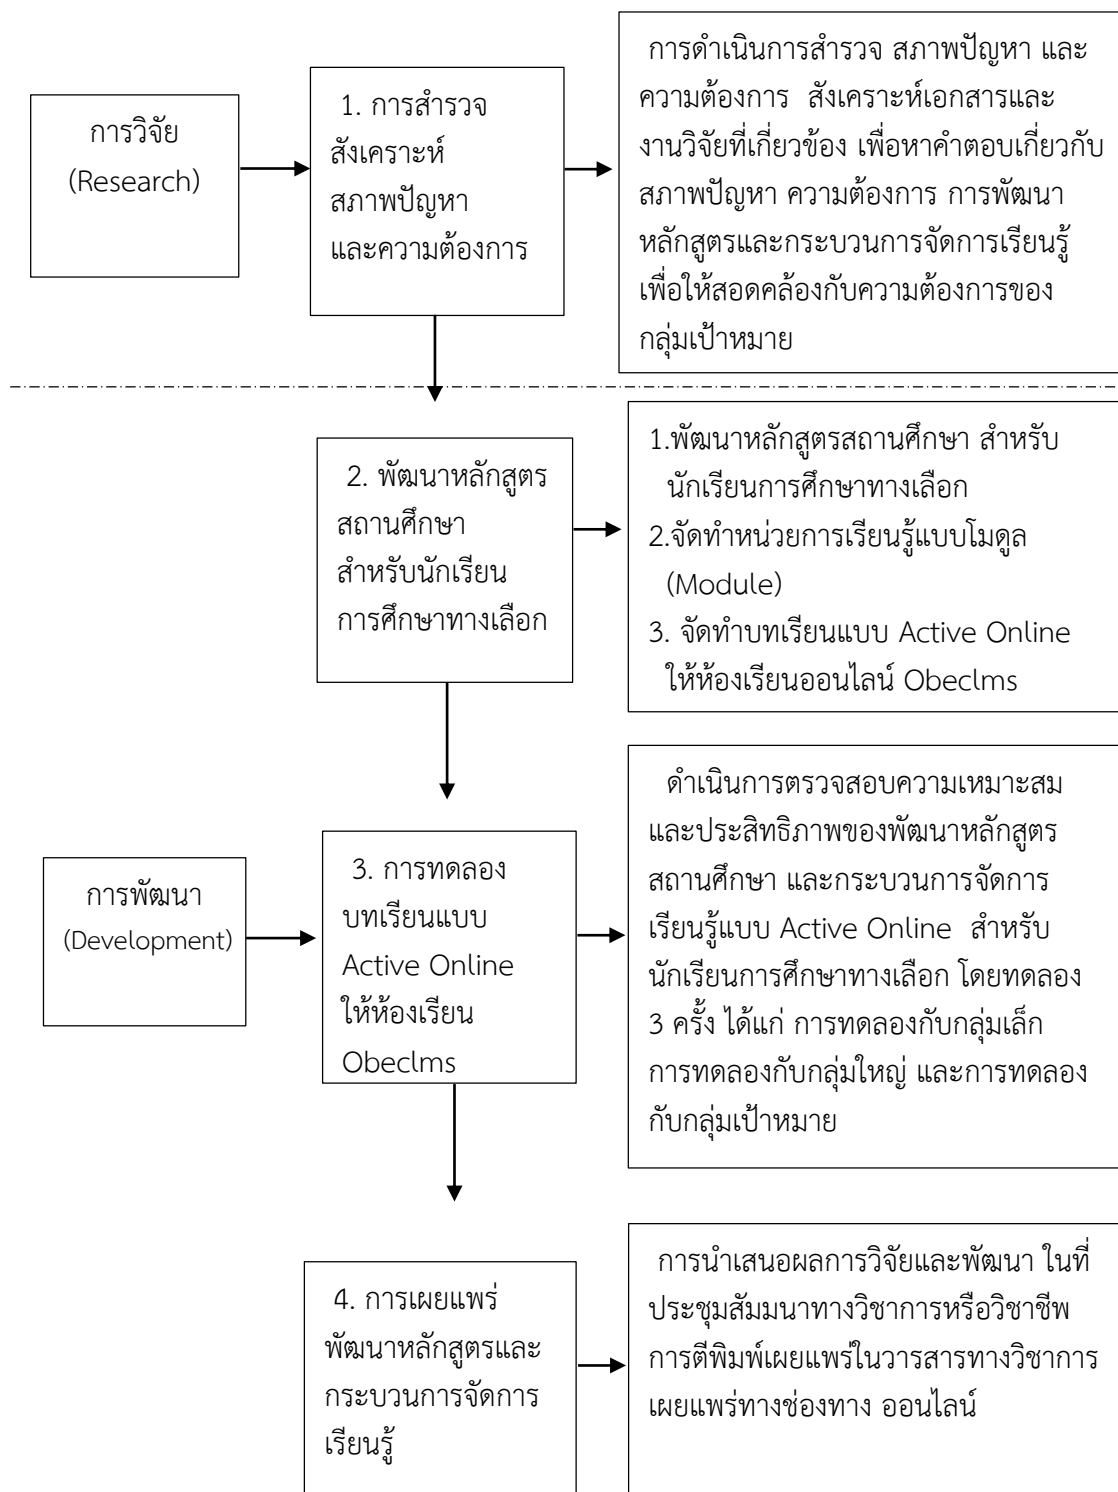 การวิจัย
(Research)
1. การสำรวจ
สังเคราะห์
สภาพปัญหา
และความต้องการ
การดำเนินการสำรวจ สภาพปัญหา และ
ความต้องการ สังเคราะห์เอกสารและ
งานวิจัยที่เกี่ยวข้อง เพื่อหาคำตอบเกี่ยวกับ
สภาพปัญหา ความต้องการ การพัฒนา
หลักสูตรและกระบวนการจัดการเรียนรู้
เพื่อให้สอดคล้องกับความต้องการของ
กลุ่มเป้าหมาย
2. พัฒนาหลักสูตร
สถานศึกษา
สำหรับนักเรียน
การศึกษาทางเลือก
1.พัฒนาหลักสูตรสถานศึกษา สำหรับ
นักเรียนการศึกษาทางเลือก
2.จัดทำหน่วยการเรียนรู้แบบโมดูล
(Module)
3. จัดทำบทเรียนแบบ Active Online
ให้ห้องเรียนออนไลน์ Obeclms
การพัฒนา
(Development)
3. การทดลอง
บทเรียนแบบ
Active Online
ให้ห้องเรียน
Obeclms
ดำเนินการตรวจสอบความเหมาะสม
และประสิทธิภาพของพัฒนาหลักสูตร
สถานศึกษา และกระบวนการจัดการ
เรียนรู้แบบ Active Online สำหรับ
นักเรียนการศึกษาทางเลือก โดยทดลอง
3 ครั้ง ได้แก่ การทดลองกับกลุ่มเล็ก
การทดลองกับกลุ่มใหญ่ และการทดลอง
กับกลุ่มเป้าหมาย
4. การเผยแพร่
พัฒนาหลักสูตรและ
กระบวนการจัดการ
เรียนรู้
การนำเสนอผลการวิจัยและพัฒนา ในที่
ประชุมสัมมนาทางวิชาการหรือวิชาชีพ
การตีพิมพ์เผยแพร่ในวารสารทางวิชาการ
เผยแพร่ทางช่องทาง ออนไลน์